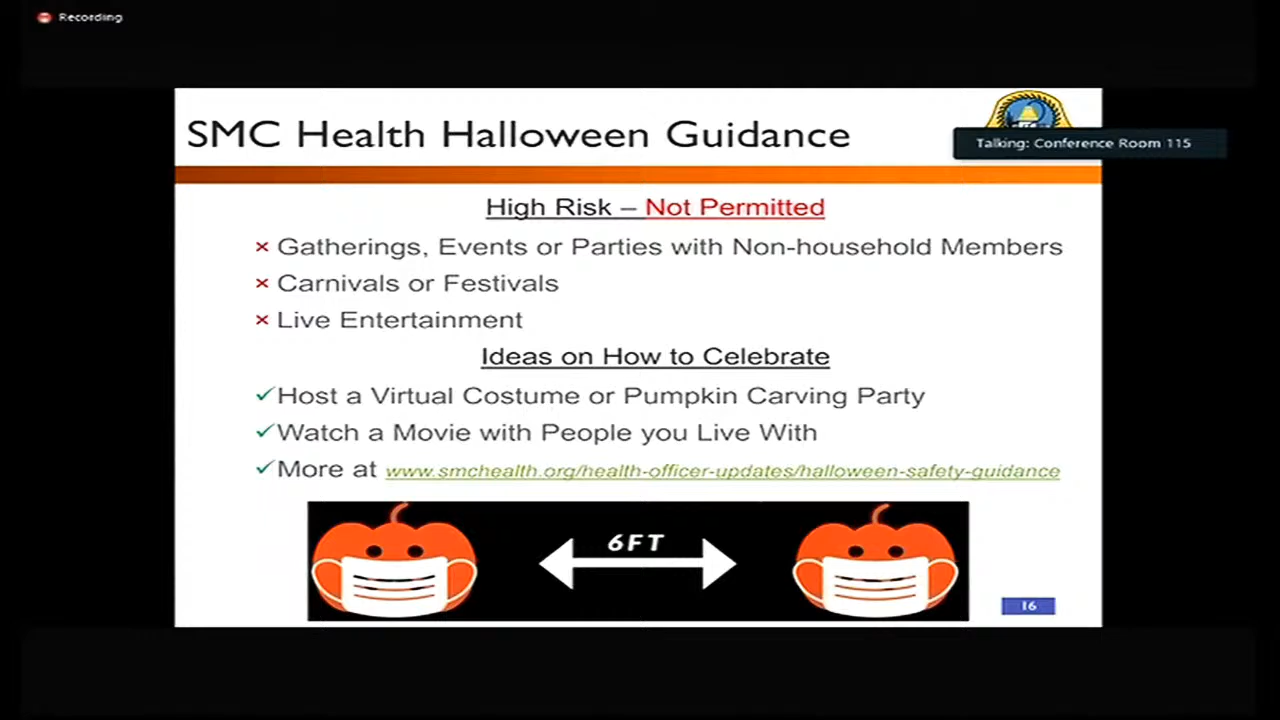 Recording
SMC Health Halloween Guidance
Talking: Conference Room 115
High Risk – Not Permitted
× Gatherings, Events or Parties with Non-household Members
× Carnivals or Festivals
× Live Entertainment
Ideas on How to Celebrate
✓Host a Virtual Costume or Pumpkin Carving Party
✓Watch a Movie with People you Live With
✓More at www.smchealth.org/health-officer-updates/halloween-safety-guidance
6FT
16